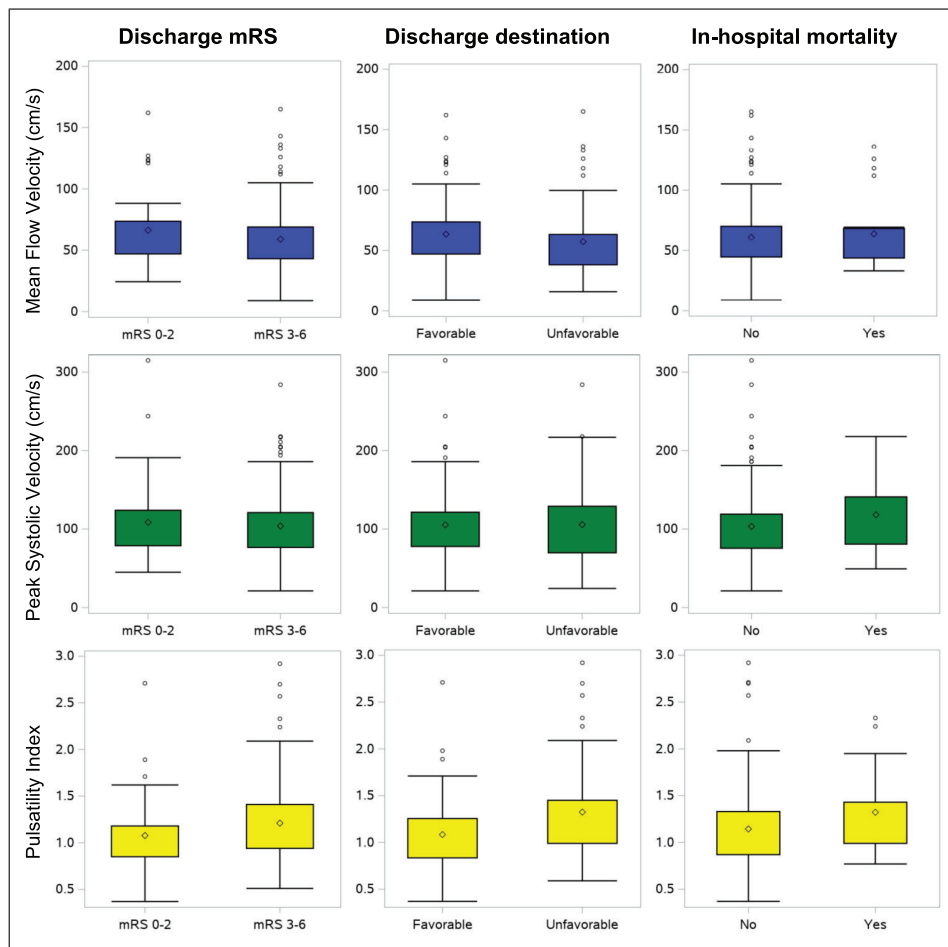 Discharge mRS
Discharge destination
In-hospital mortality
Mean Flow Velocity (cm/s)
200
150
100
50
0
mRS 0-2
mRS 3-6
200
150
100
50
0
Favorable
Unfavorable
200
150
100
50
0
No
Yes
Peak Systolic Velocity (cm/s)
300
200
100
0
mRS 0-2
mRS 3-6
300
200
100
0
Favorable
Unfavorable
300
200
100
0
No
Yes
Pulsatility Index
3.0
2.5
2.0
1.5
1.0
0.5
mRS 0-2
mRS 3-6
3.0
2.5
2.0
1.5
1.0
0.5
Favorable
Unfavorable
3.0
2.5
2.0
1.5
1.0
0.5
No
Yes